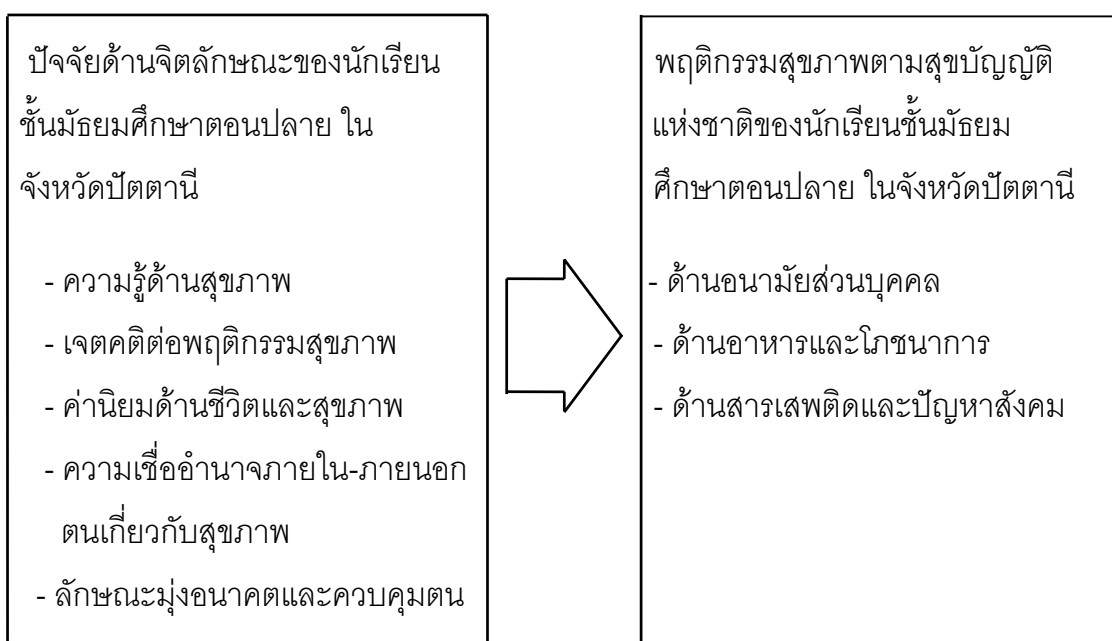 ปัจจัยด้านจิตลักษณะของนักเรียน
ชั้นมัธยมศึกษาตอนปลาย ใน
จังหวัดปัตตานี
- ความรู้ด้านสุขภาพ
- เจตคติต่อพฤติกรรมสุขภาพ
- ค่านิยมด้านชีวิตและสุขภาพ
- ความเชื่ออำนาจภายใน-ภายนอก
ตนเกี่ยวกับสุขภาพ
- ลักษณะมุ่งอนาคตและควบคุมตน
พฤติกรรมสุขภาพตามสุขบัญญัติ
แห่งชาติของนักเรียนชั้นมัธยม
ศึกษาตอนปลาย ในจังหวัดปัตตานี
- ด้านอนามัยส่วนบุคคล
- ด้านอาหารและโภชนาการ
- ด้านสารเสพติดและปัญหาสังคม